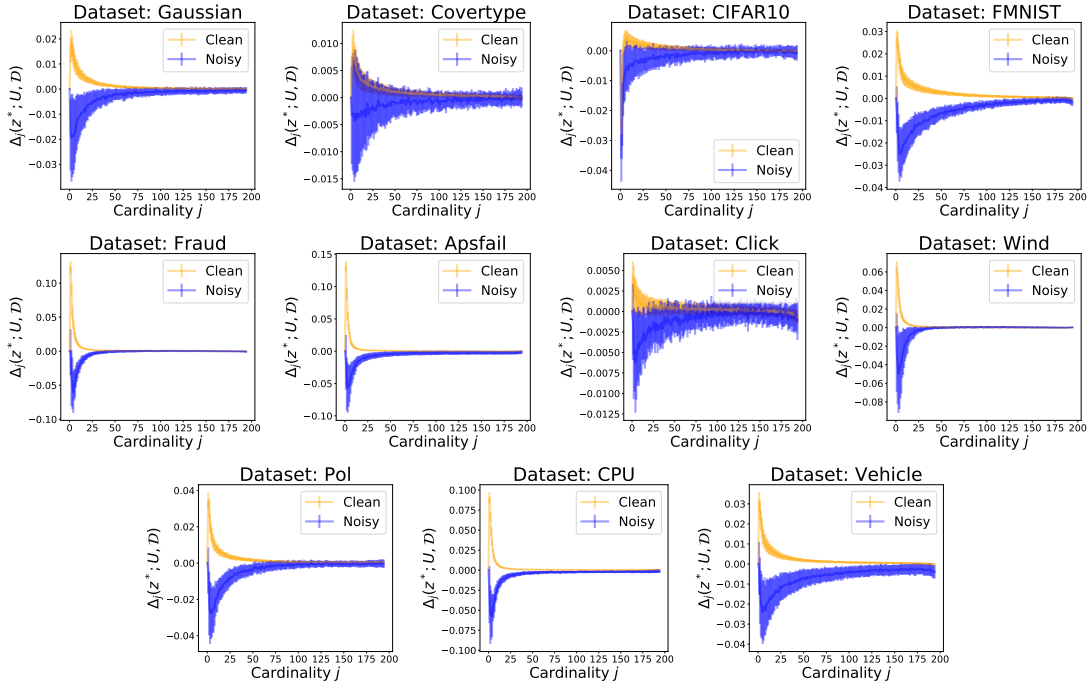 Dataset: Gaussian
Δj(z*; U, 𝒟)
0.02
0.01
0.00
−0.01
−0.02
−0.03
Clean
Noisy
0 25 50 75 100 125 150 175 200
Cardinality j
Dataset: Covertype
Δj(z*; U, 𝒟)
0.010
0.005
0.000
−0.005
−0.010
−0.015
Clean
Noisy
0 25 50 75 100 125 150 175 200
Cardinality j
Dataset: CIFAR10
Δj(z*; U, 𝒟)
0.00
−0.01
−0.02
−0.03
−0.04
Clean
Noisy
0 25 50 75 100 125 150 175 200
Cardinality j
Dataset: FMNIST
Δj(z*; U, 𝒟)
0.03
0.02
0.01
0.00
−0.01
−0.02
−0.03
−0.04
Clean
Noisy
0 25 50 75 100 125 150 175 200
Cardinality j
Dataset: Fraud
Δj(z*; U, 𝒟)
0.10
0.05
0.00
−0.05
−0.10
Clean
Noisy
0 25 50 75 100 125 150 175 200
Cardinality j
Dataset: Apsfail
Δj(z*; U, 𝒟)
0.15
0.10
0.05
0.00
−0.05
−0.10
Clean
Noisy
0 25 50 75 100 125 150 175 200
Cardinality j
Dataset: Click
Δj(z*; U, 𝒟)
0.0050
0.0025
0.0000
−0.0025
−0.0050
−0.0075
−0.0100
−0.0125
Clean
Noisy
0 25 50 75 100 125 150 175 200
Cardinality j
Dataset: Wind
Δj(z*; U, 𝒟)
0.06
0.04
0.02
0.00
−0.02
−0.04
−0.06
−0.08
Clean
Noisy
0 25 50 75 100 125 150 175 200
Cardinality j
Dataset: Pol
Δj(z*; U, 𝒟)
0.04
0.02
0.00
−0.02
−0.04
Clean
Noisy
0 25 50 75 100 125 150 175 200
Cardinality j
Dataset: CPU
Δj(z*; U, 𝒟)
0.100
0.075
0.050
0.025
0.000
−0.025
−0.050
−0.075
−0.100
Clean
Noisy
0 25 50 75 100 125 150 175 200
Cardinality j
Dataset: Vehicle
Δj(z*; U, 𝒟)
0.03
0.02
0.01
0.00
−0.01
−0.02
−0.03
−0.04
Clean
Noisy
0 25 50 75 100 125 150 175 200
Cardinality j